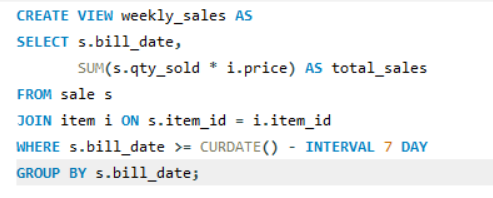 CREATE VIEW weekly_sales AS
SELECT s.bill_date,
SUM(s.qty_sold * i.price) AS total_sales
FROM sale s
JOIN item i ON s.item_id = i.item_id
WHERE s.bill_date >= CURDATE() - INTERVAL 7 DAY
GROUP BY s.bill_date;